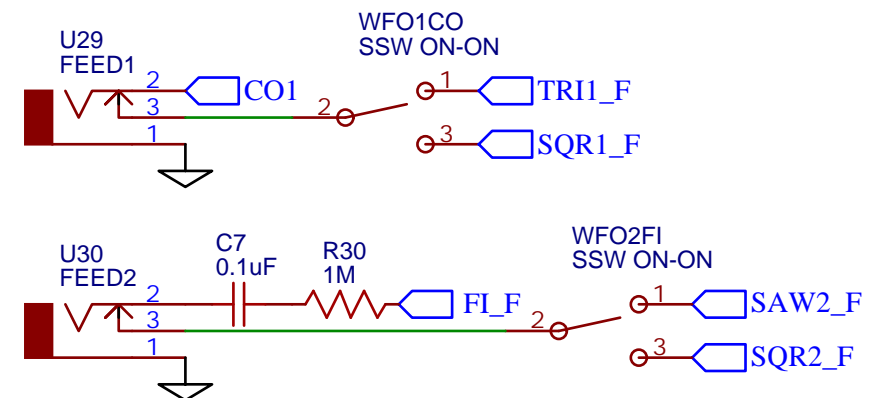 WFO1CO
SSW ON-ON
U29
FEED1
2 CO1
3
1
2
1 TRI1_F
3 SQR1_F
WFO2FI
SSW ON-ON
U30
FEED2
C7
0.1uF
R30
1M
2 FI_F
3
1
2
1 SAW2_F
3 SQR2_F